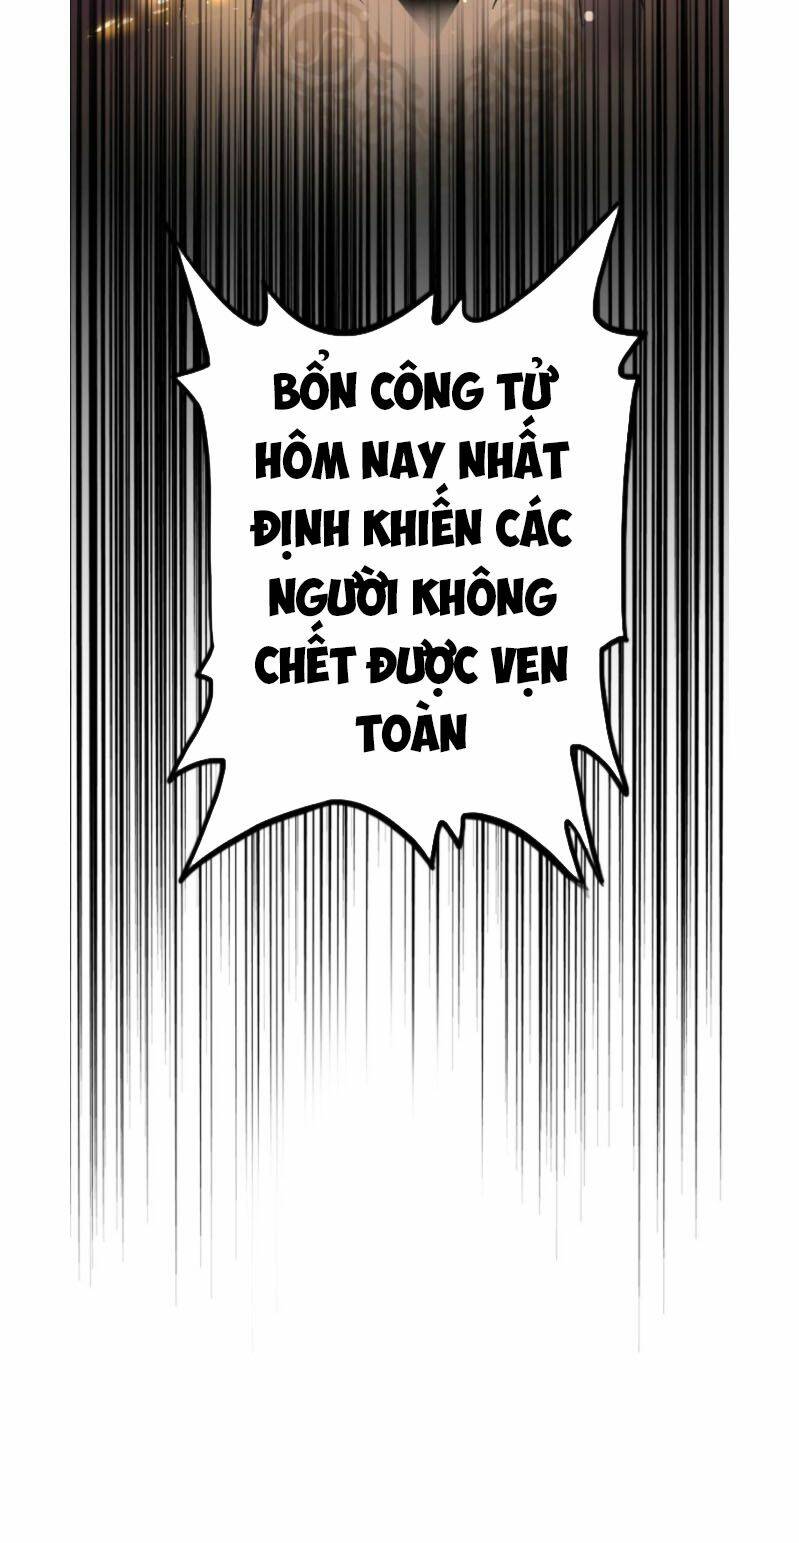 BỔN CÔNG TỬ
HÔM NAY NHẤT
ĐỊNH KHIẾN CÁC
NGƯỜI KHÔNG
CHẾT ĐƯỢC VẸN
TOÀN